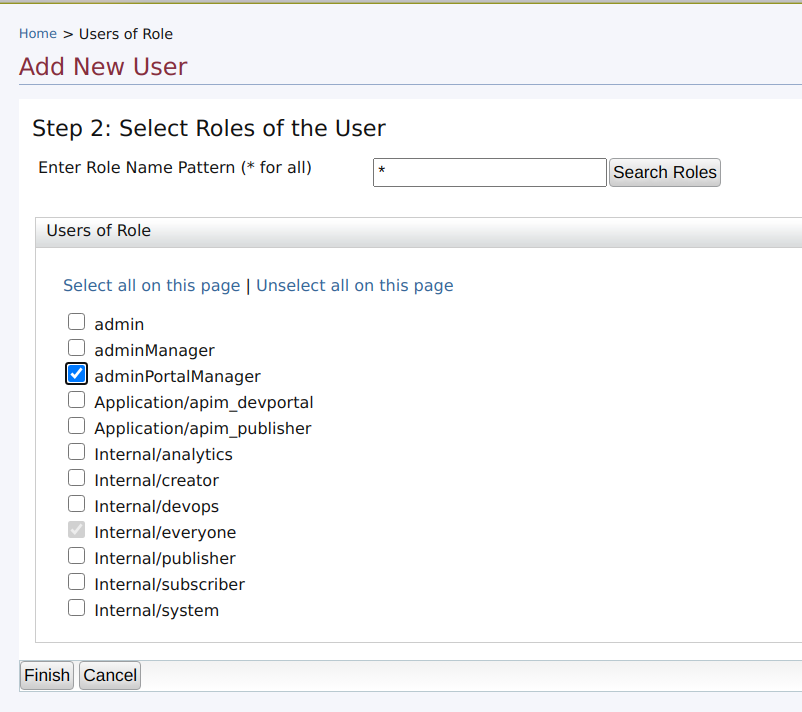 Home > Users of Role
Add New User
Step 2: Select Roles of the User
Enter Role Name Pattern (* for all) * Search Roles
Users of Role
Select all on this page | Unselect all on this page
admin
adminManager
adminPortalManager
Application/apim_devportal
Application/apim_publisher
Internal/analytics
Internal/creator
Internal/devops
Internal/everyone
Internal/publisher
Internal/subscriber
Internal/system
Finish Cancel